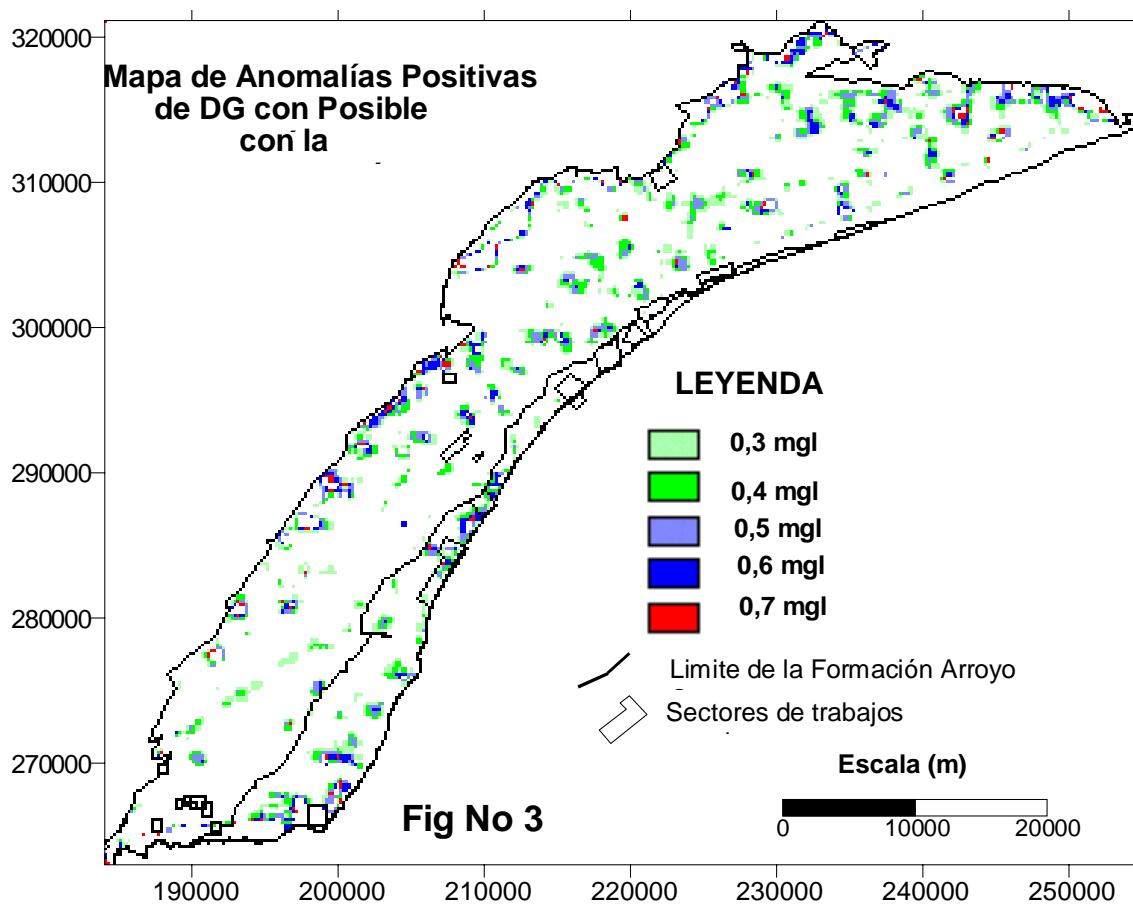 320000
310000
300000
290000
280000
270000
Mapa de Anomalías Positivas
de DG con Posible
con la
LEYENDA
0,3 mgl
0,4 mgl
0,5 mgl
0,6 mgl
0,7 mgl
Limite de la Formación Arroyo
Sectores de trabajos
Escala (m)
0 10000 20000
Fig No 3
190000 200000 210000 220000 230000 240000 250000